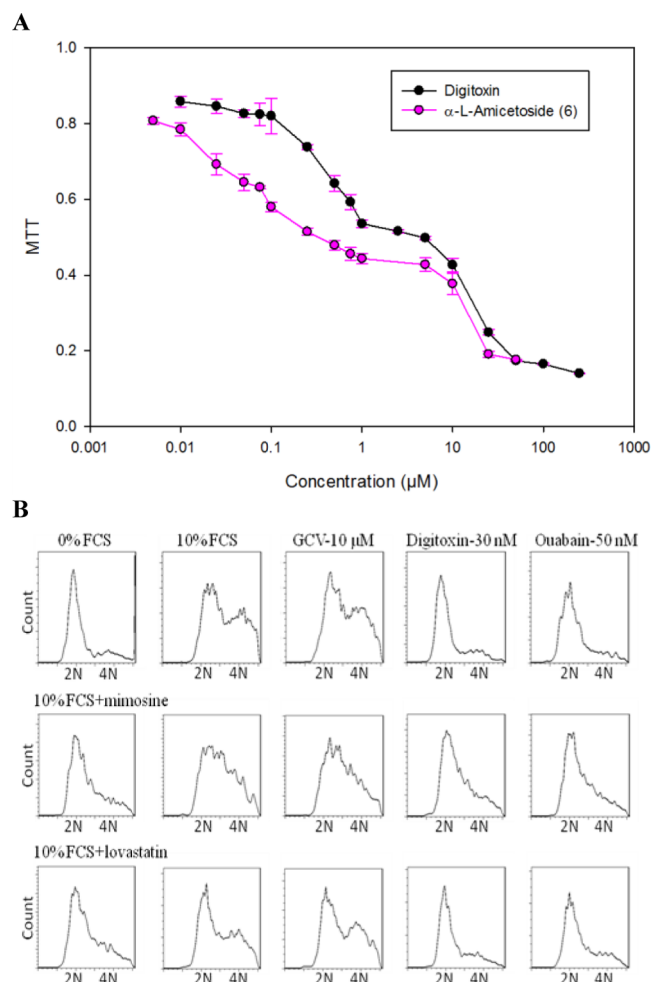 A
1.0
0.8
0.6
0.4
0.2
0.0
MTT
Digitoxin
α-L-Amicetoside (6)
0.001 0.01 0.1 1 10 100 1000
Concentration (µM)
B
0%FCS 10%FCS GCV-10 µM Digitoxin-30 nM Ouabain-50 nM
Count
2N 4N 2N 4N 2N 4N 2N 4N 2N 4N
10%FCS+mimosine
Count
2N 4N 2N 4N 2N 4N 2N 4N 2N 4N
10%FCS+lovastatin
Count
2N 4N 2N 4N 2N 4N 2N 4N 2N 4N